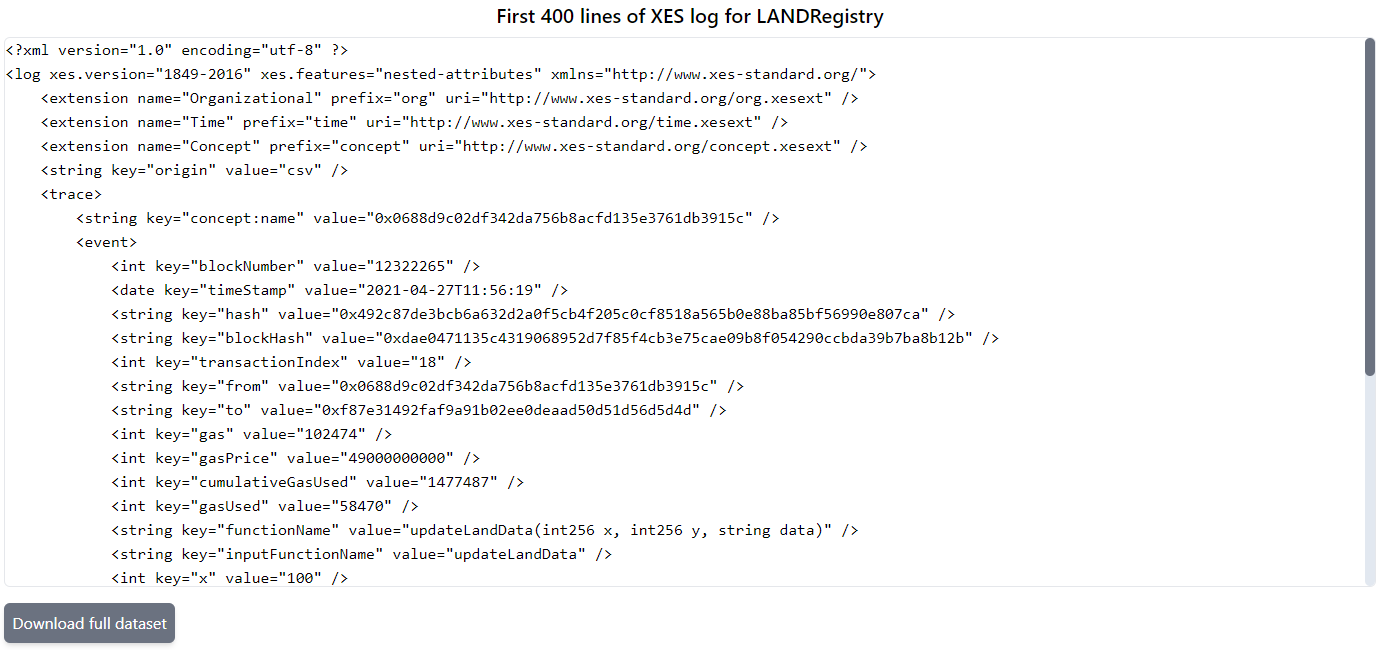 First 400 lines of XES log for LANDRegistry
<?xml version="1.0" encoding="utf-8" ?>
<log xes.version="1849-2016" xes.features="nested-attributes" xmlns="http://www.xes-standard.org/">
<extension name="Organizational" prefix="org" uri="http://www.xes-standard.org/org.xesext" />
<extension name="Time" prefix="time" uri="http://www.xes-standard.org/time.xesext" />
<extension name="Concept" prefix="concept" uri="http://www.xes-standard.org/concept.xesext" />
<string key="origin" value="csv" />
<trace>
<string key="concept:name" value="0x0688d9c02df342da756b8acfd135e3761db3915c" />
<event>
<int key="blockNumber" value="12322265" />
<date key="timeStamp" value="2021-04-27T11:56:19" />
<string key="hash" value="0x492c87de3bcb6a632d2a0f5cb4f205c0cf8518a565b0e88ba85bf56990e807ca" />
<string key="blockHash" value="0xdae0471135c4319068952d7f85f4cb3e75cae09b8f054290ccbda39b7ba8b12b" />
<int key="transactionIndex" value="18" />
<string key="from" value="0x0688d9c02df342da756b8acfd135e3761db3915c" />
<string key="to" value="0xf87e31492faf9a91b02ee0deaad50d51d56d5d4d" />
<int key="gas" value="102474" />
<int key="gasPrice" value="49000000000" />
<int key="cumulativeGasUsed" value="1477487" />
<int key="gasUsed" value="58470" />
<string key="functionName" value="updateLandData(int256 x, int256 y, string data)" />
<string key="inputFunctionName" value="updateLandData" />
<int key="x" value="100" />
Download full dataset